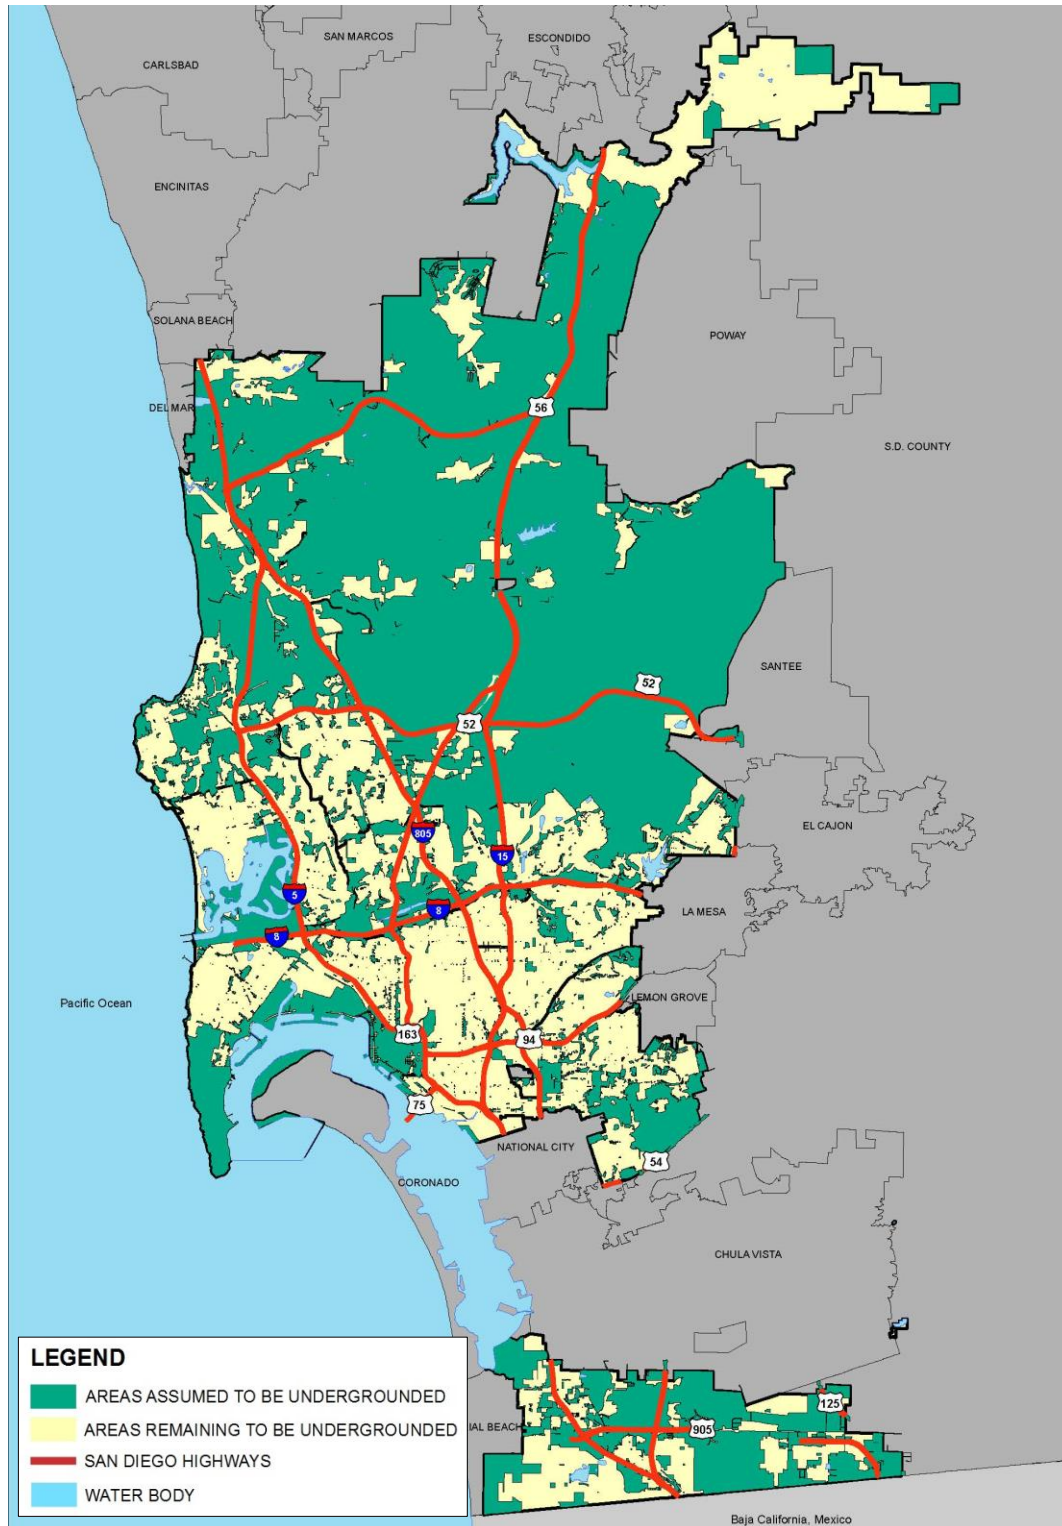 SAN MARCOS
ESCONDIDO
CARLSBAD
ENCINITAS
SOLANA BEACH
POWAY
DEL MAR
56
S.D. COUNTY
SANTEE
52
52
EL CAJON
805
15
5
8
8
LA MESA
LEMON GROVE
Pacific Ocean
163
94
75
NATIONAL CITY
54
CORONADO
CHULA VISTA
LEGEND
AREAS ASSUMED TO BE UNDERGROUNDED
125
AREAS REMAINING TO BE UNDERGROUNDED
IAL BEACH
905
SAN DIEGO HIGHWAYS
WATER BODY
Baja California, Mexico